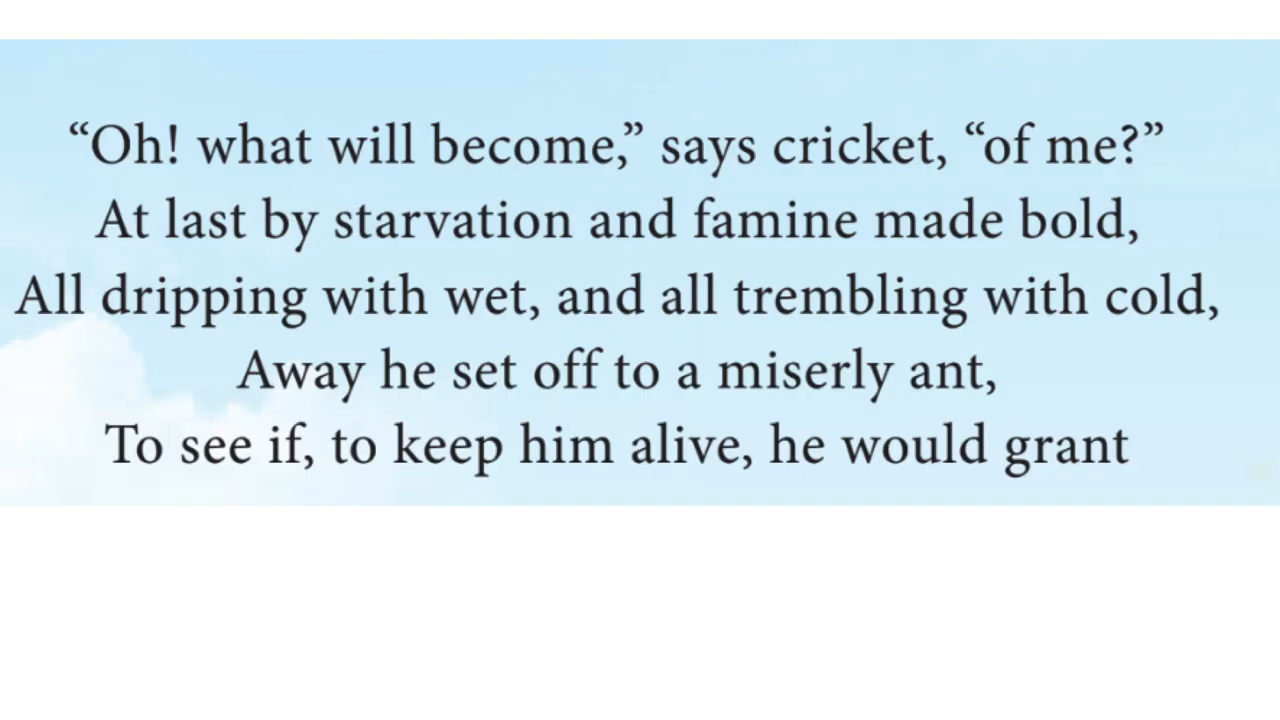 “Oh! what will become,” says cricket, “of me?”
At last by starvation and famine made bold,
All dripping with wet, and all trembling with cold,
Away he set off to a miserly ant,
To see if, to keep him alive, he would grant